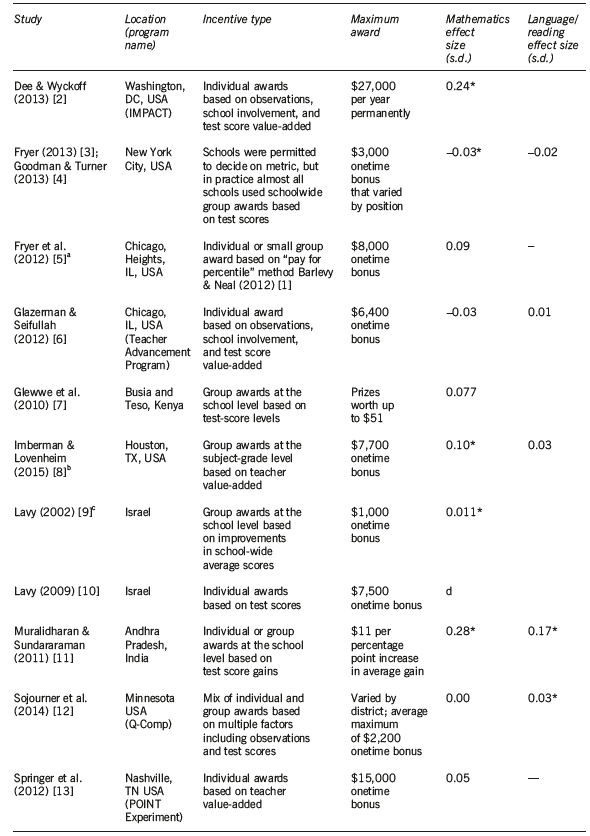 Study Location (program name) Incentive type Maximum award Mathematics effect size (s.d.) Language/ reading effect size (s.d.)
Dee & Wyckoff (2013) [2] Washington, DC, USA (IMPACT) Individual awards based on observations, school involvement, and test score value-added $27,000 per year permanently 0.24*
Fryer (2013) [3]; Goodman & Turner (2013) [4] New York City, USA Schools were permitted to decide on metric, but in practice almost all schools used schoolwide group awards based on test scores $3,000 onetime bonus that varied by position –0.03* –0.02
Fryer et al. (2012) [5]a Chicago, Heights, IL, USA Individual or small group award based on “pay for percentile” method Barlevy & Neal (2012) [1] $8,000 onetime bonus 0.09 –
Glazerman & Seifullah (2012) [6] Chicago, IL, USA (Teacher Advancement Program) Individual award based on observations, school involvement, and test score value-added $6,400 onetime bonus –0.03 0.01
Glewwe et al. (2010) [7] Busia and Teso, Kenya Group awards at the school level based on test-score levels Prizes worth up to $51 0.077
Imberman & Lovenheim (2015) [8]b Houston, TX, USA Group awards at the subject-grade level based on teacher value-added $7,700 onetime bonus 0.10* 0.03
Lavy (2002) [9]c Israel Group awards at the school level based on improvements in school-wide average scores $1,000 onetime bonus 0.011*
Lavy (2009) [10] Israel Individual awards based on test scores $7,500 onetime bonus d
Muralidharan & Sundararaman (2011) [11] Andhra Pradesh, India Individual or group awards at the school level based on test score gains $11 per percentage point increase in average gain 0.28* 0.17*
Sojourner et al. (2014) [12] Minnesota USA (Q-Comp) Mix of individual and group awards based on multiple factors including observations and test scores Varied by district; average maximum of $2,200 onetime bonus 0.00 0.03*
Springer et al. (2012) [13] Nashville, TN USA (POINT Experiment) Individual awards based on teacher value-added $15,000 onetime bonus 0.05 —